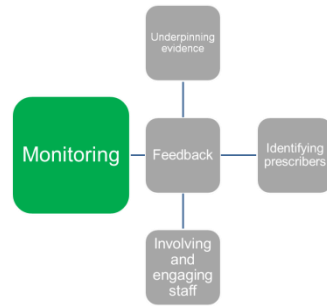 Underpinning
evidence
Monitoring
Feedback
Identifying
prescribers
Involving
and
engaging
staff